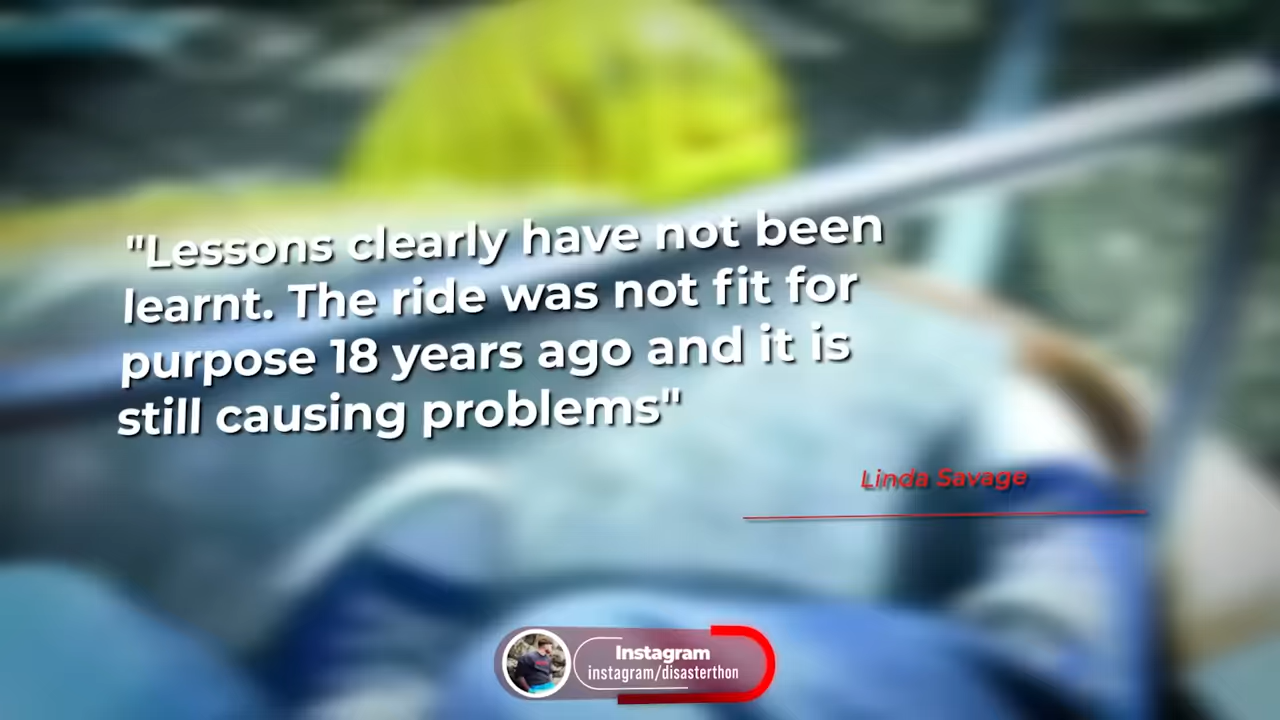 "Lessons clearly have not been
learnt. The ride was not fit for
purpose 18 years ago and it is
still causing problems"
Linda Savage
Instagram
instagram/disasterthon